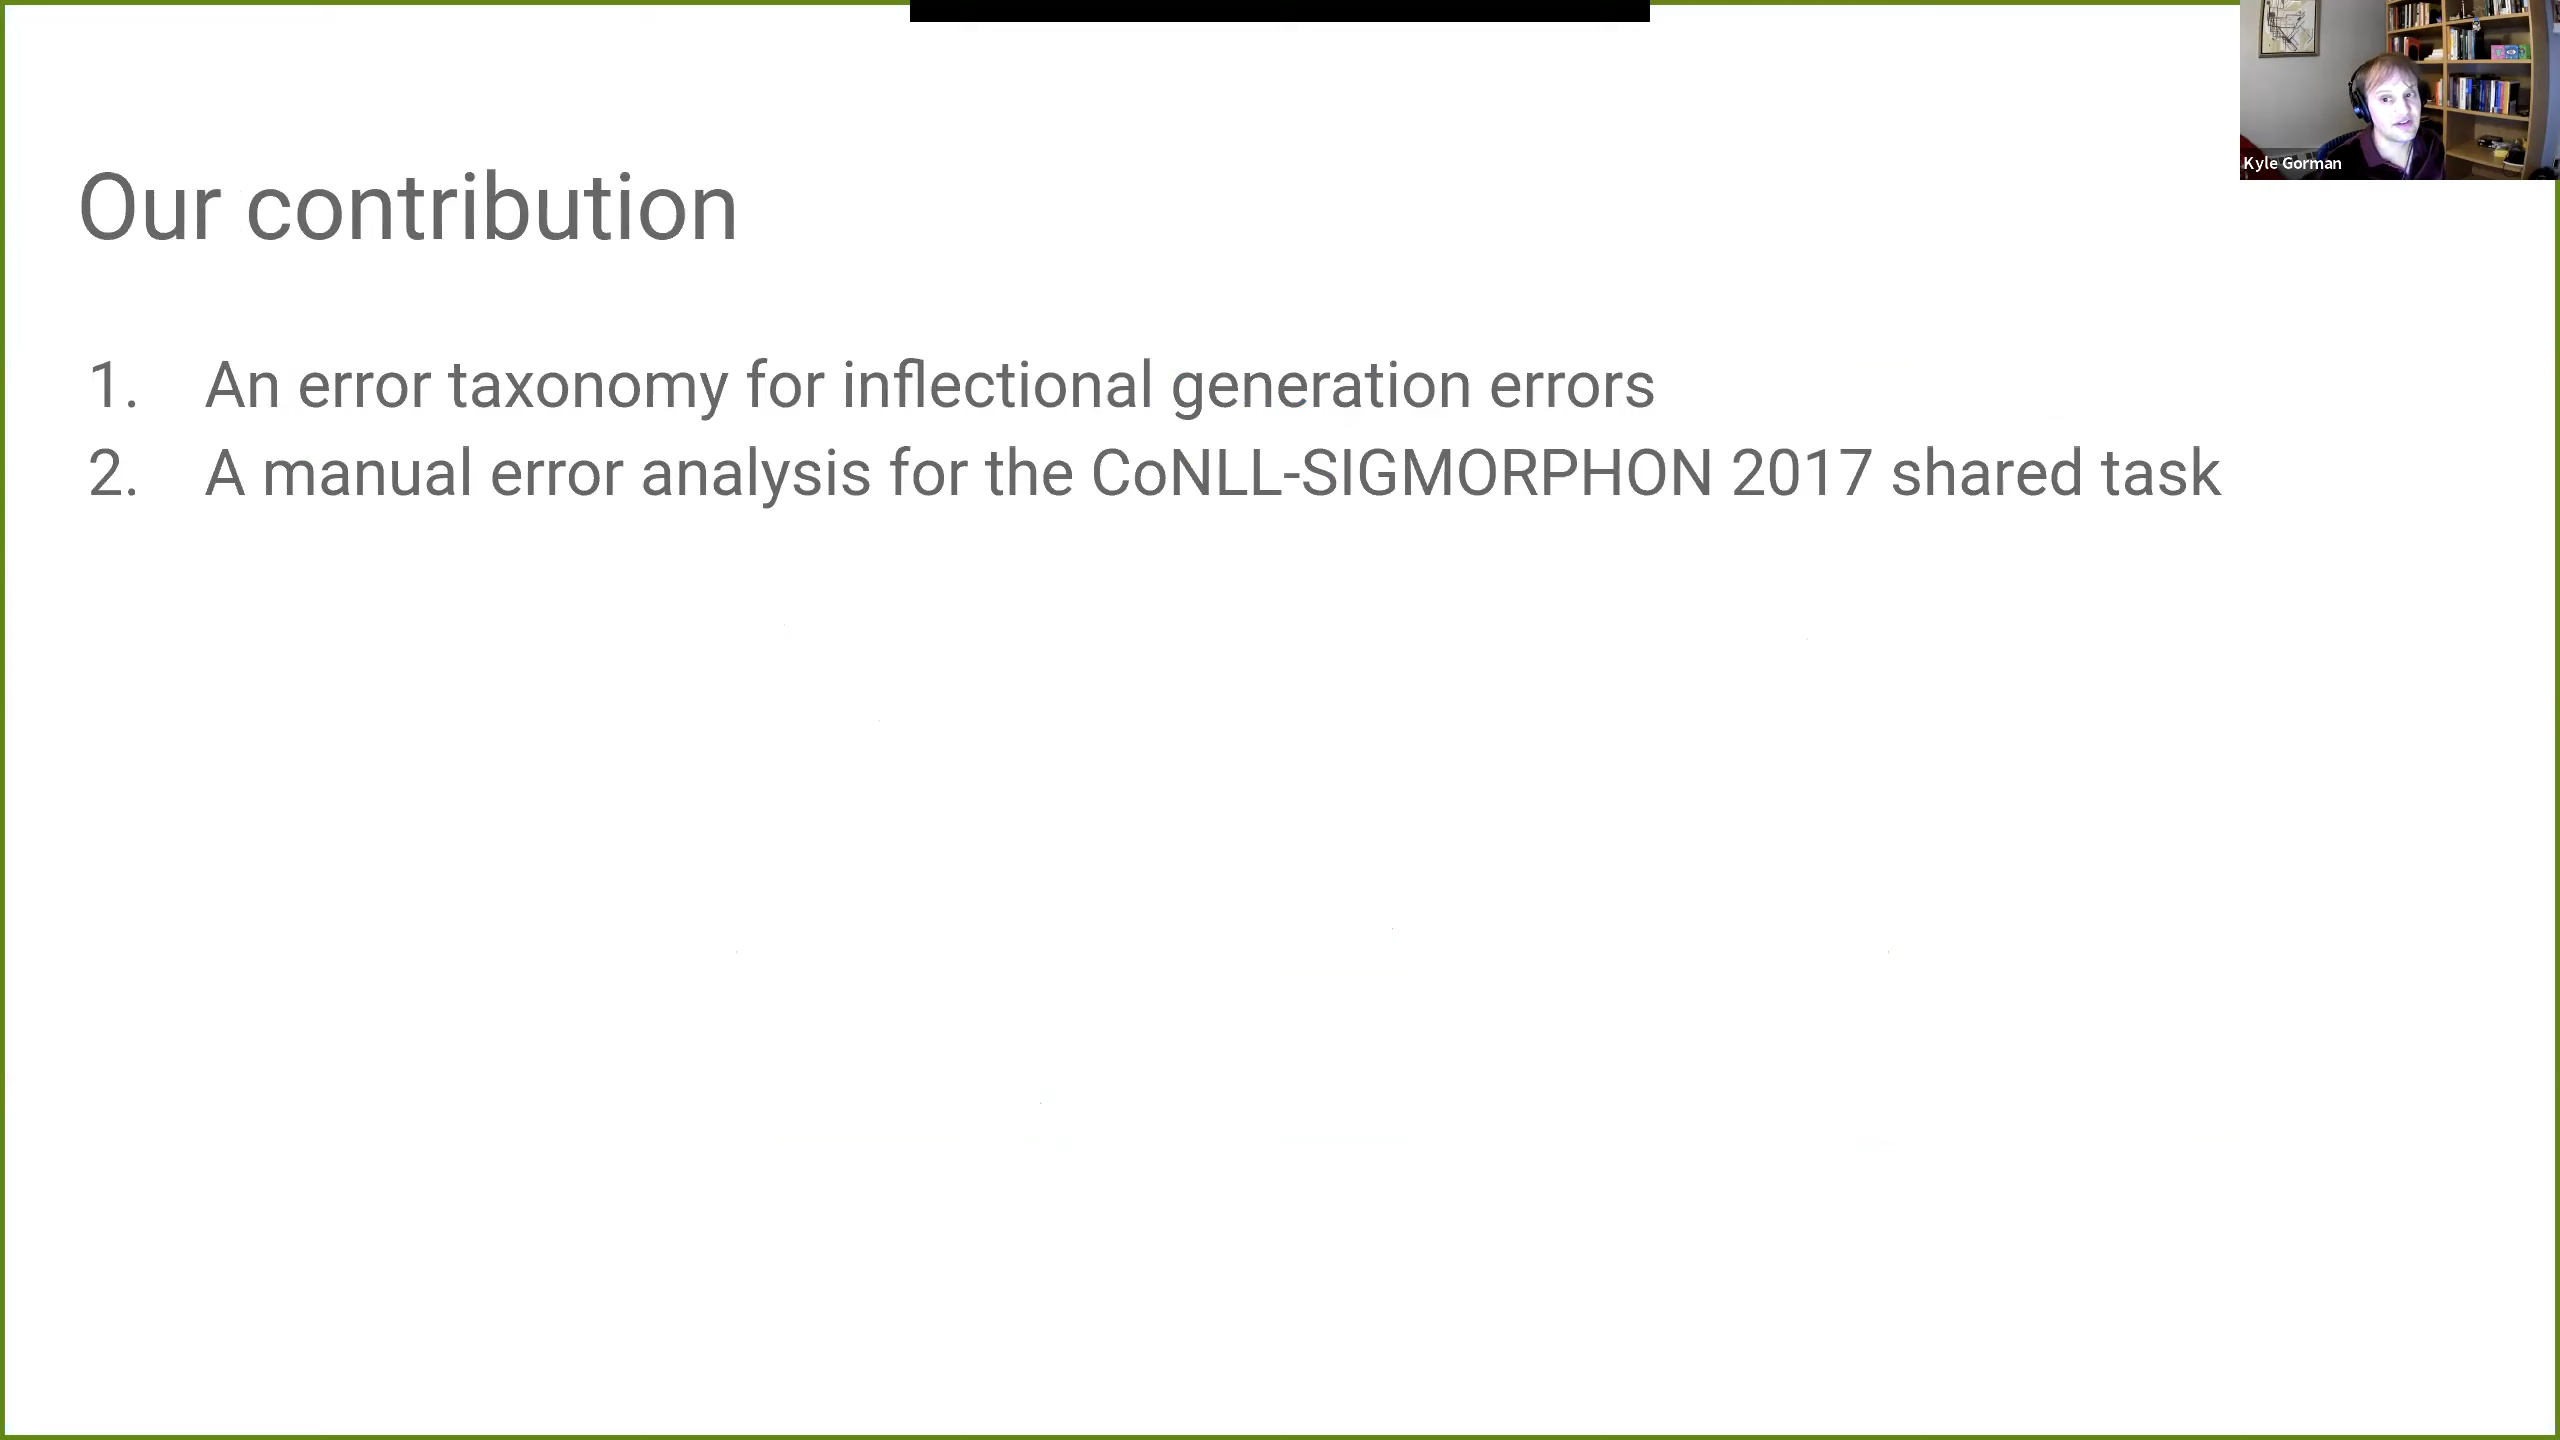 Kyle Gorman
Our contribution
1. An error taxonomy for inflectional generation errors
2. A manual error analysis for the CoNLL-SIGMORPHON 2017 shared task